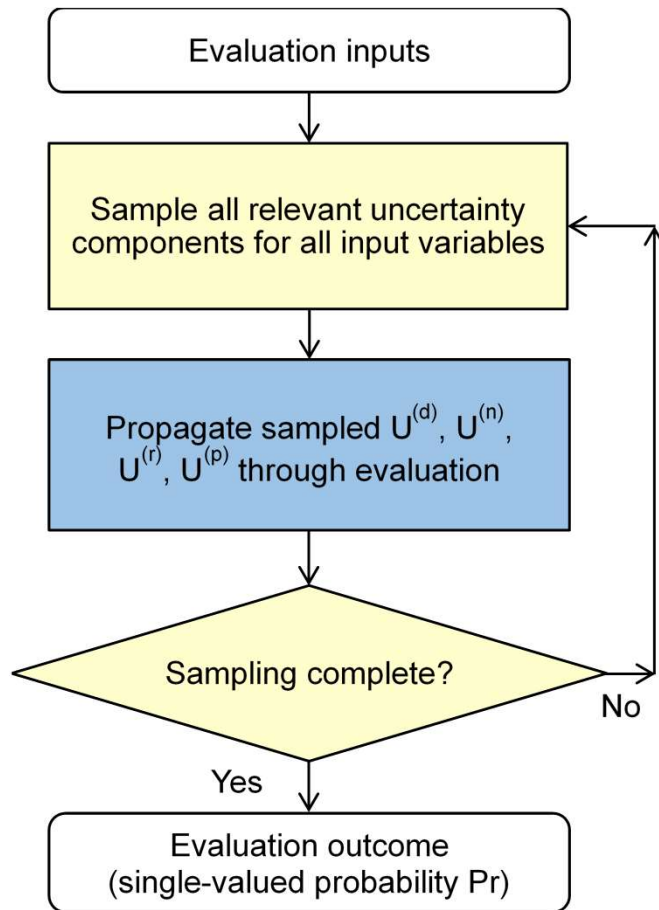 Evaluation inputs
Sample all relevant uncertainty
components for all input variables
Propagate sampled U^(d), U^(n),
U^(r), U^(p) through evaluation
Sampling complete?
No
Yes
Evaluation outcome
(single-valued probability Pr)